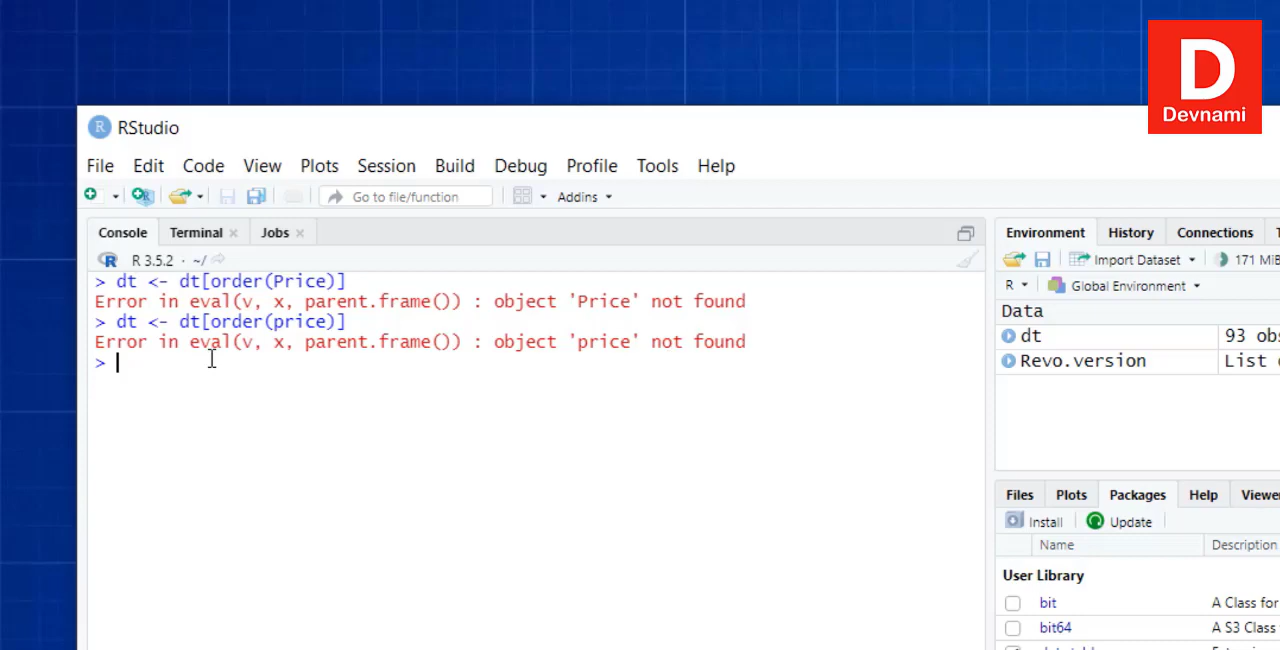 D
Devnami
R RStudio
File Edit Code View Plots Session Build Debug Profile Tools Help
Go to file/function Addins
Console Terminal Jobs
R 3.5.2 · ~/
> dt <- dt[order(Price)]
Error in eval(v, x, parent.frame()) : object 'Price' not found
> dt <- dt[order(price)]
Error in eval(v, x, parent.frame()) : object 'price' not found
>
Environment History Connections
Import Dataset 171 MiB
R Global Environment
Data
dt 93 obs
Revo.version List
Files Plots Packages Help Viewer
Install Update
Name Description
User Library
bit A Class for
bit64 A S3 Class